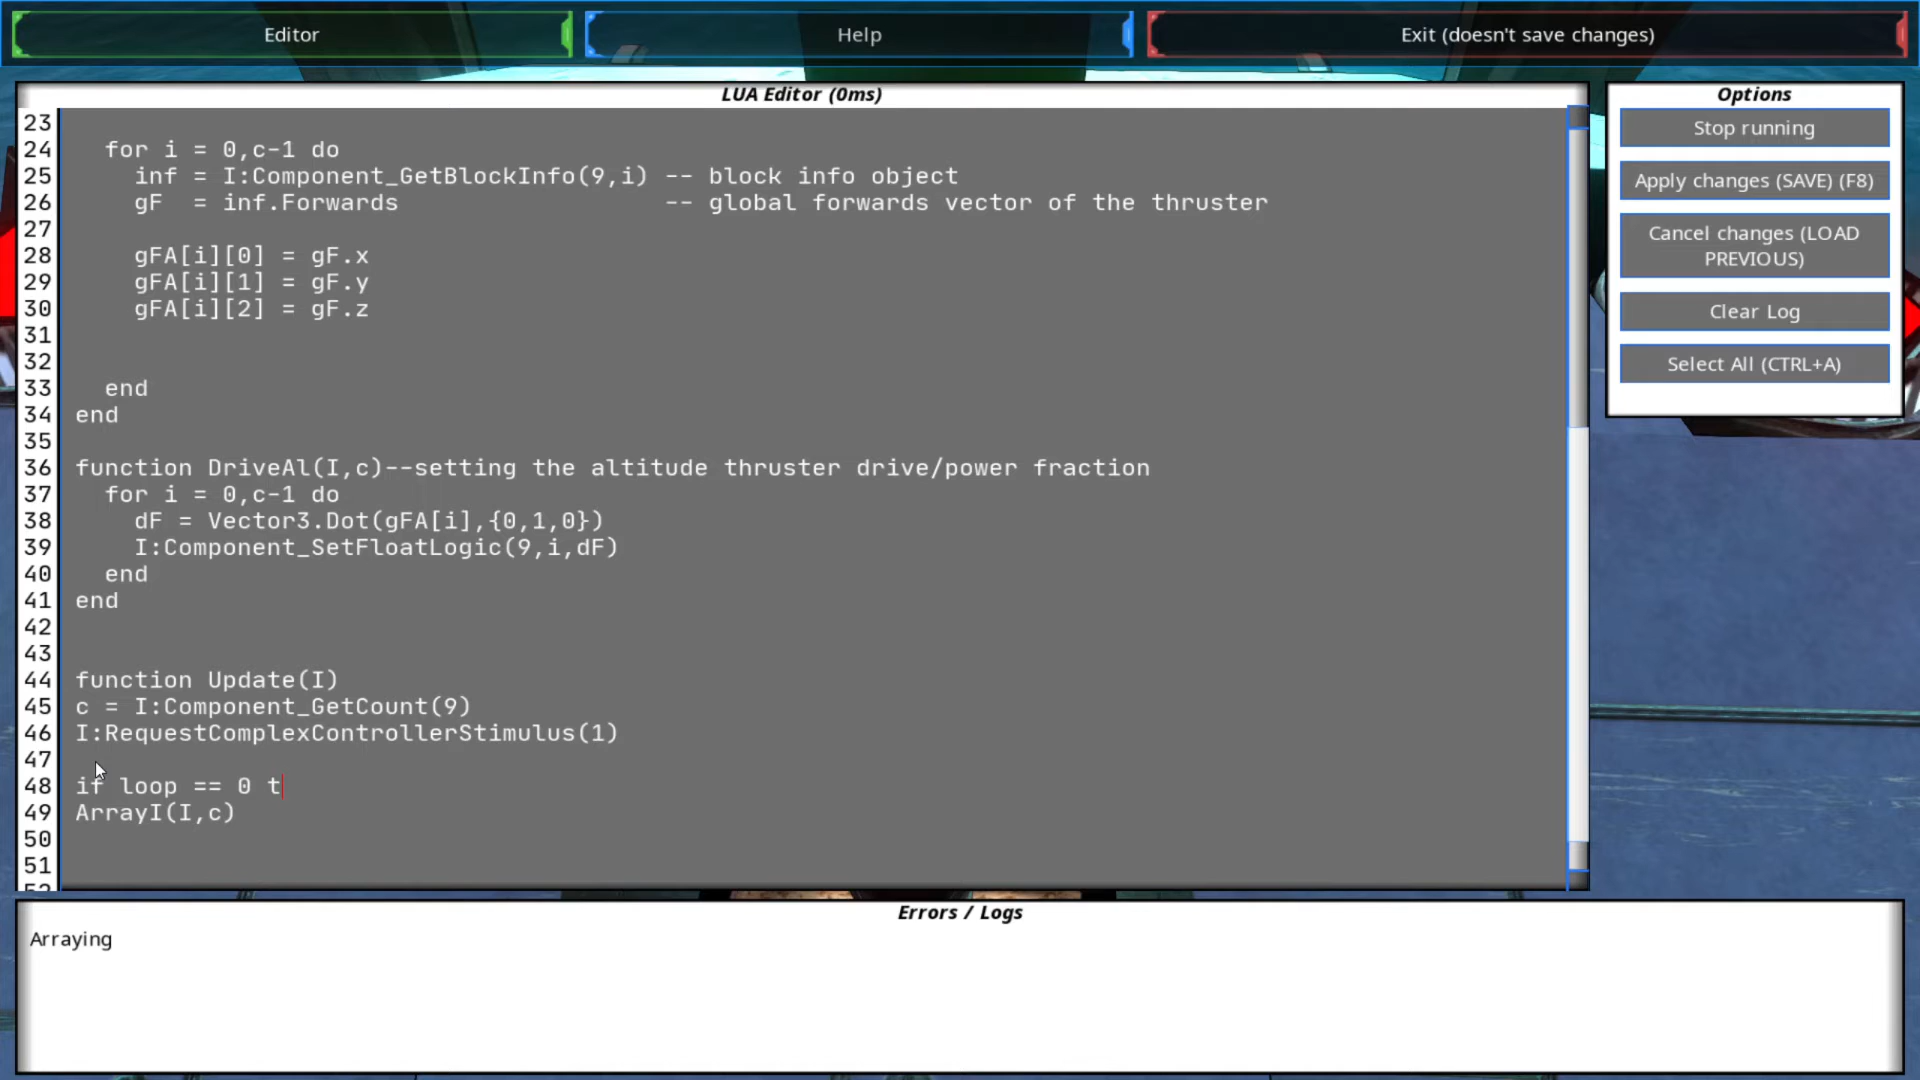 Editor
Help
Exit (doesn't save changes)
LUA Editor (0ms)
23
24   for i = 0,c-1 do
25     inf = I:Component_GetBlockInfo(9,i) -- block info object
26     gF  = inf.Forwards                  -- global forwards vector of the thruster
27
28     gFA[i][0] = gF.x
29     gFA[i][1] = gF.y
30     gFA[i][2] = gF.z
31
32
33   end
34 end
35
36 function DriveAl(I,c)--setting the altitude thruster drive/power fraction
37   for i = 0,c-1 do
38     dF = Vector3.Dot(gFA[i],{0,1,0})
39     I:Component_SetFloatLogic(9,i,dF)
40   end
41 end
42
43
44 function Update(I)
45 c = I:Component_GetCount(9)
46 I:RequestComplexControllerStimulus(1)
47
48 if loop == 0 t
49 ArrayI(I,c)
50
51
Options
Stop running
Apply changes (SAVE) (F8)
Cancel changes (LOAD
PREVIOUS)
Clear Log
Select All (CTRL+A)
Errors / Logs
Arraying